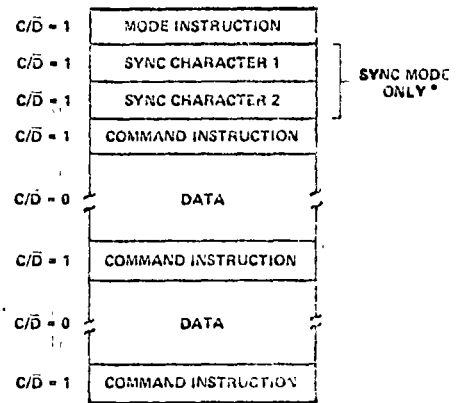 C/D̅ = 1 MODE INSTRUCTION
C/D̅ = 1 SYNC CHARACTER 1
C/D̅ = 1 SYNC CHARACTER 2
SYNC MODE
ONLY*
C/D̅ = 1 COMMAND INSTRUCTION
C/D̅ = 0 DATA
C/D̅ = 1 COMMAND INSTRUCTION
C/D̅ = 0 DATA
C/D̅ = 1 COMMAND INSTRUCTION